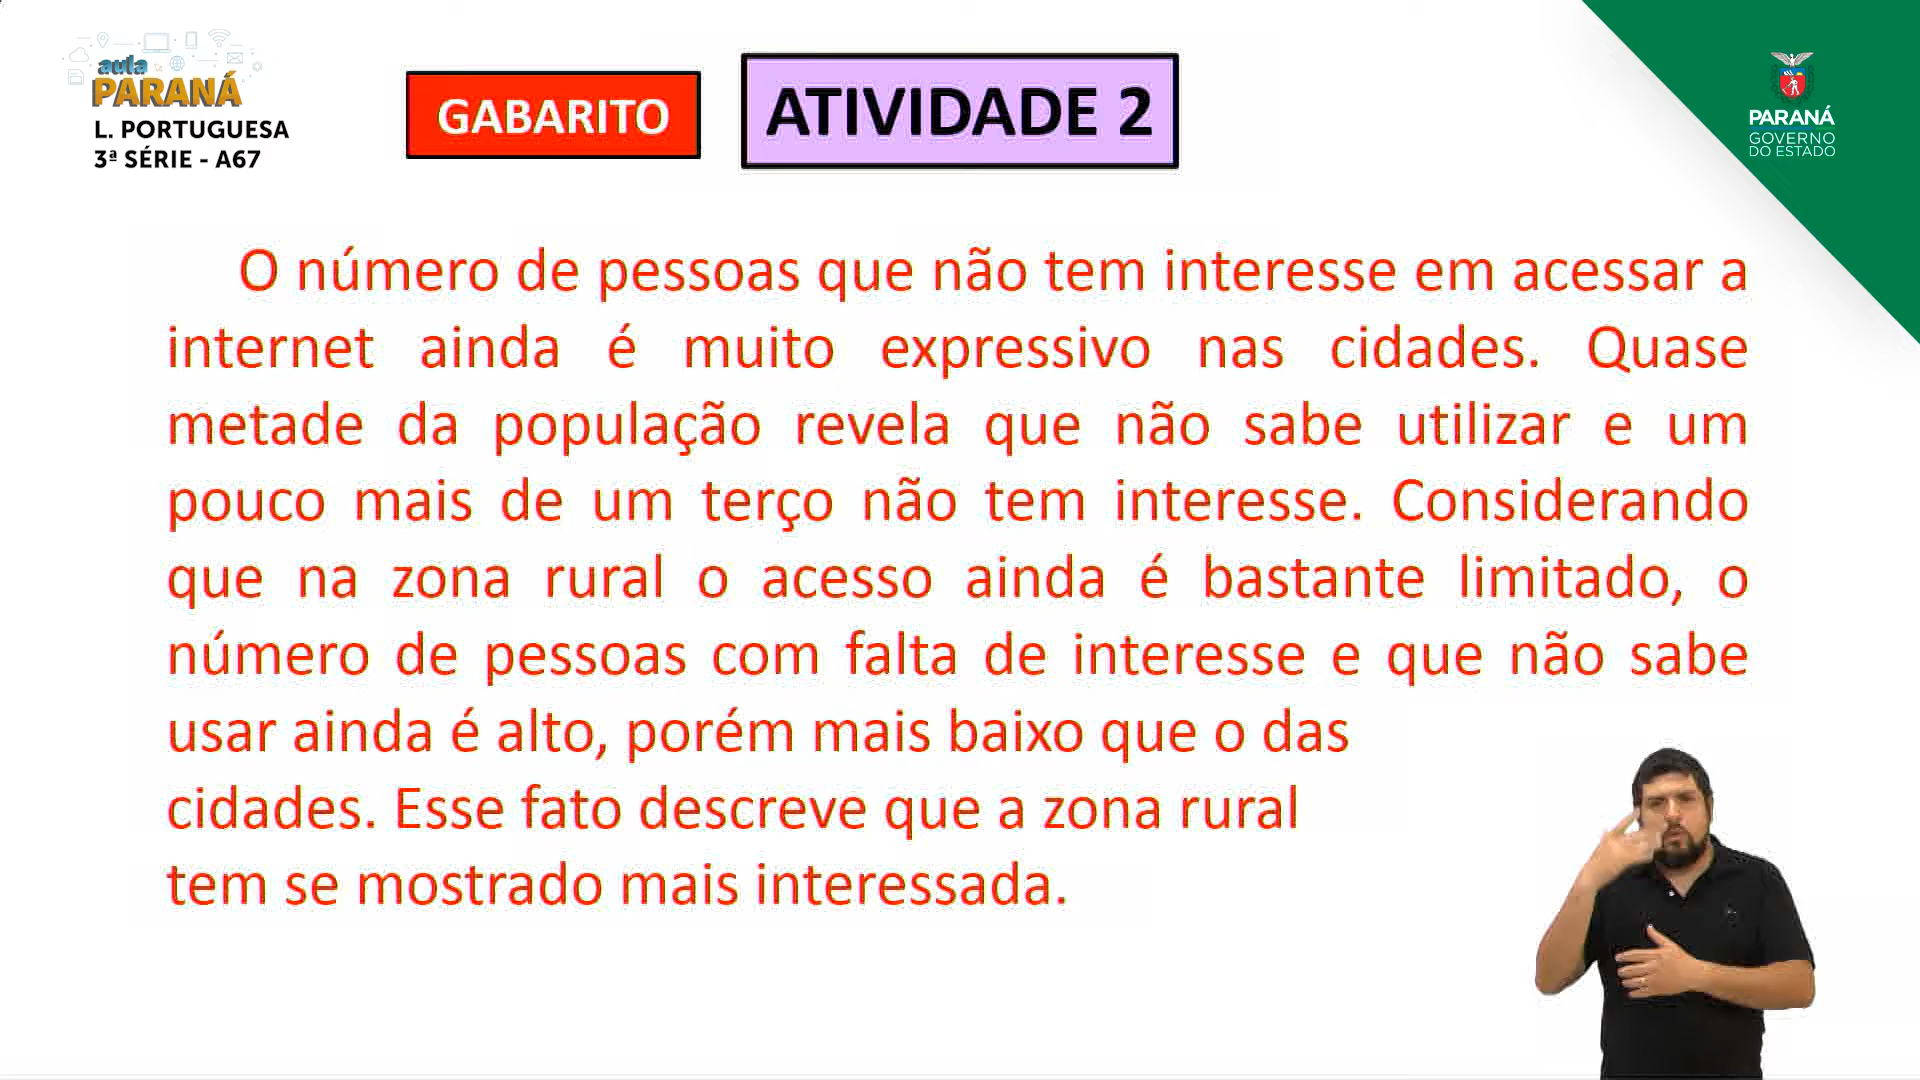 aula
PARANÁ
L. PORTUGUESA
3ª SÉRIE - A67
GABARITO
ATIVIDADE 2
PARANÁ
GOVERNO
DO ESTADO
O número de pessoas que não tem interesse em acessar a
internet ainda é muito expressivo nas cidades. Quase
metade da população revela que não sabe utilizar e um
pouco mais de um terço não tem interesse. Considerando
que na zona rural o acesso ainda é bastante limitado, o
número de pessoas com falta de interesse e que não sabe
usar ainda é alto, porém mais baixo que o das
cidades. Esse fato descreve que a zona rural
tem se mostrado mais interessada.